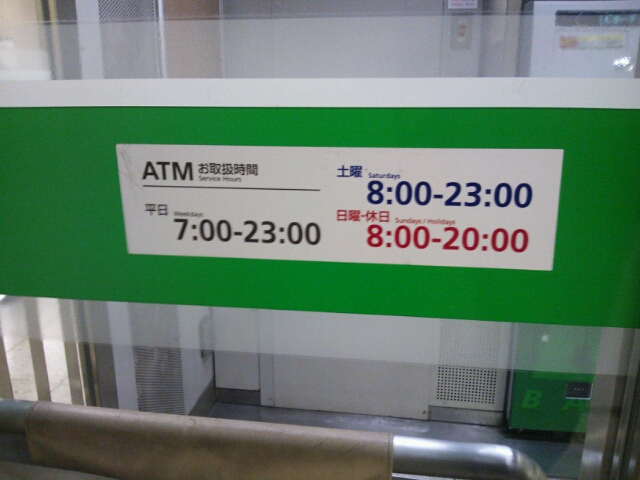 ATM お取扱時間
Service Hours
平日 Weekdays
7:00-23:00
土曜 Saturdays
8:00-23:00
日曜・休日 Sundays / Holidays
8:00-20:00
B A